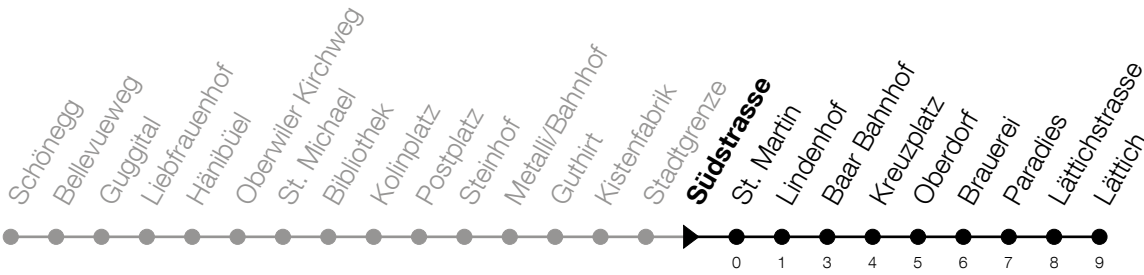 Schönegg
Bellevueweg
Guggital
Liebfrauenhof
Hänibüel
Oberwiler Kirchweg
St. Michael
Bibliothek
Kolinplatz
Postplatz
Steinhof
Metalli/Bahnhof
Guthirt
Kistenfabrik
Stadtgrenze
Südstrasse
St. Martin
Lindenhof
Baar Bahnhof
Kreuzplatz
Oberdorf
Brauerei
Paradies
Lättichstrasse
Lättich
0 1 3 4 5 6 7 8 9